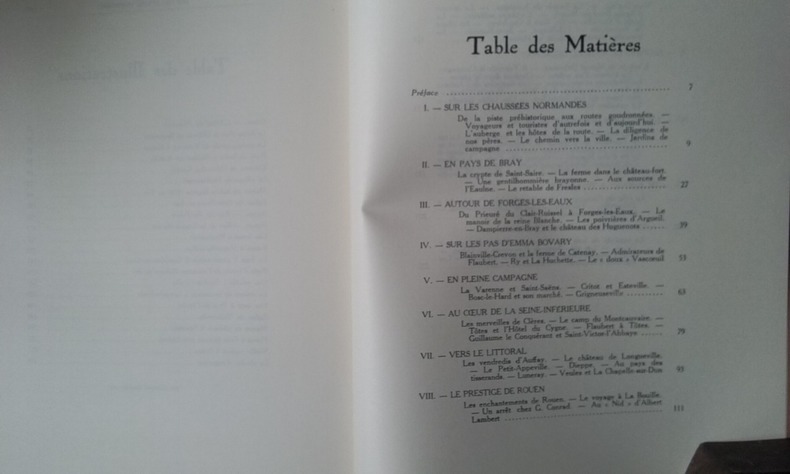 Table des Matières
Préface ........ 7
I. — SUR LES CHAUSSÉES NORMANDES
De la piste préhistorique aux routes goudronnées. —
Voyageurs et touristes d'autrefois et d'aujourd'hui. —
L'auberge et les hôtes de la route. — La diligence de
nos pères. — Le chemin vers la ville. — Jardins de
campagne ........ 9
II. — EN PAYS DE BRAY
La crypte de Saint-Saire. — La ferme dans le château-fort.
— Une gentilhommière brayonne. — Aux sources de
l'Eaulne. — Le retable de Fresles ........ 27
III. — AUTOUR DE FORGES-LES-EAUX
Du Prieuré du Clair-Ruissel à Forges-les-Eaux. — Le
manoir de la reine Blanche. — Les poivrières d'Argueil.
— Dampierre-en-Bray et le château des Huguenots ...... 39
IV. — SUR LES PAS D'EMMA BOVARY
Blainville-Crevon et la ferme de Catenay. — Admirateurs de
Flaubert. — Ry et La Huchette. — Le « doux » Vascœuil 53
V. — EN PLEINE CAMPAGNE
La Varenne et Saint-Saëns. — Critot et Esteville. —
Bosc-le-Hard et son marché. — Grigneuseville ........ 63
VI. — AU CŒUR DE LA SEINE-INFÉRIEURE
Les merveilles de Clères. — Le camp du
Tôtes et l'Hôtel du Cygne. — Flaubert à Tôtes. —
Guillaume le Conquérant et Saint-Victor-l'Abbaye .... 79
VII. — VERS LE LITTORAL
Les vendredis d'Auffay. — Le château de Longueville.
— Le Petit-Appeville. — Dieppe. — Au pays des
tisserands. — Luneray. — Veules et La Chapelle-sur-Dun 93
VIII. — LE PRESTIGE DE ROUEN
Les enchantements de Rouen. — Le voyage à La Bouille.
— Un arrêt chez G. Conrad. — Au « Nid » d'Albert
Lambert ........ 111